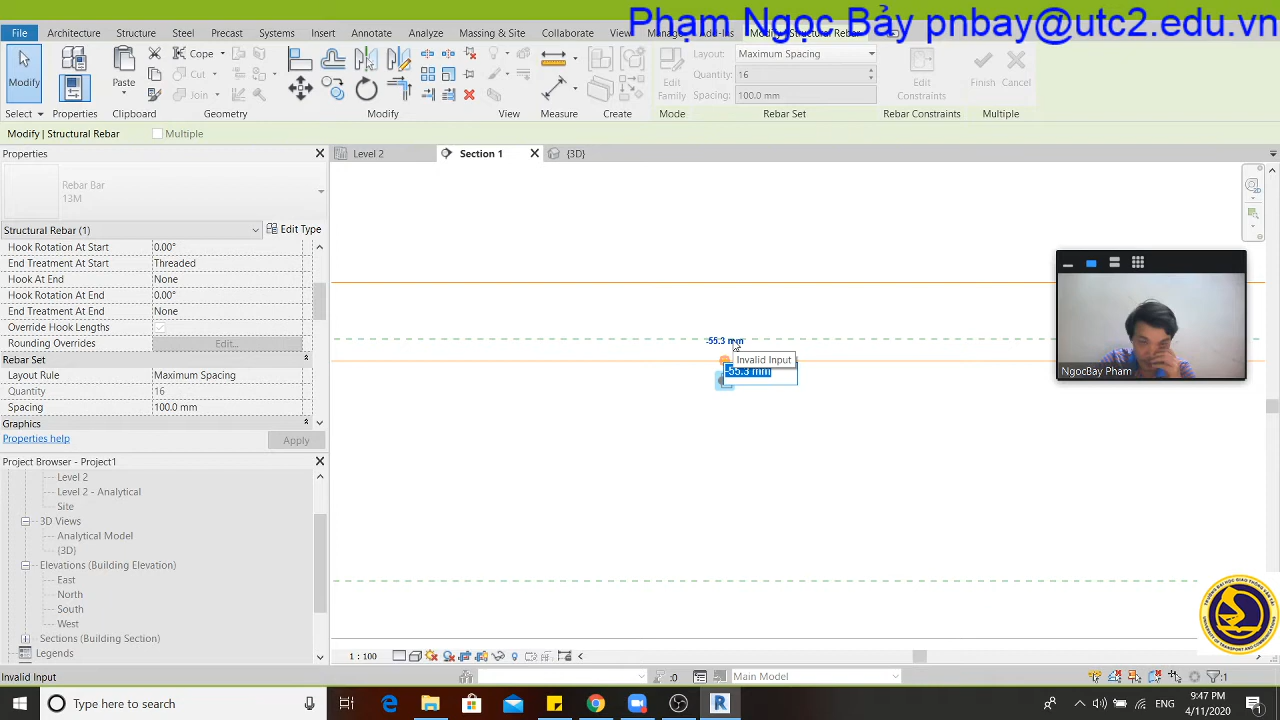 Phạm Ngọc Bảy pnbay@utc2.edu.vn
File Architecture Structure Steel Precast Systems Insert Annotate Analyze Massing & Site Collaborate View
Modify
Select
Properties
Paste
Clipboard
Cope
Cut
Join
Geometry
Modify
Measure
Create
Edit
Family
Mode
Layout: Maximum Spacing
Quantity: 16
Spacing: 100.0 mm
Rebar Set
Edit
Constraints
Rebar Constraints
Finish Cancel
Multiple
Modify | Structural Rebar Multiple
Properties
Level 2 Section 1 {3D}
Rebar Bar
13M
Structural Rebar (1) Edit Type
Hook Rotation At Start 0.00°
End Treatment At Start Threaded
Hook At End None
Hook Rotation At End 0.00°
End Treatment At End None
Override Hook Lengths
Rounding Overrides Edit...
Rebar Set
Layout Rule Maximum Spacing
Quantity 16
Spacing 100.0 mm
Graphics
Properties help Apply
-55.3 mm
Invalid Input
-55.3 mm
NgocBay Pham
Project Browser - Project1
Level 2
Level 2 - Analytical
Site
3D Views
Analytical Model
{3D}
Elevations (Building Elevation)
East
North
South
West
Sections (Building Section)
Legends
1 : 100
Invalid Input :0 Main Model :1
Type here to search
ENG
9:47 PM
4/11/2020